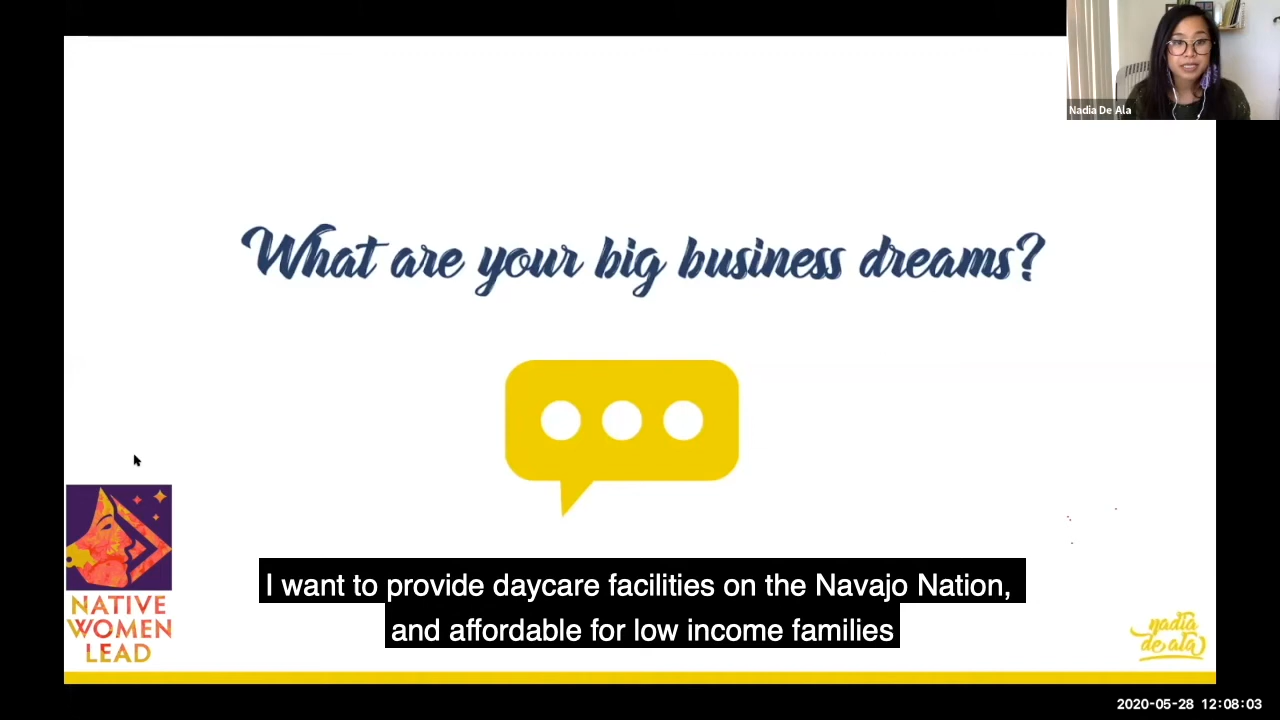 Nadia De Ala
What are your big business dreams?
I want to provide daycare facilities on the Navajo Nation,
and affordable for low income families
NATIVE
WOMEN
LEAD
nadia
de ala
2020-05-28 12:08:03